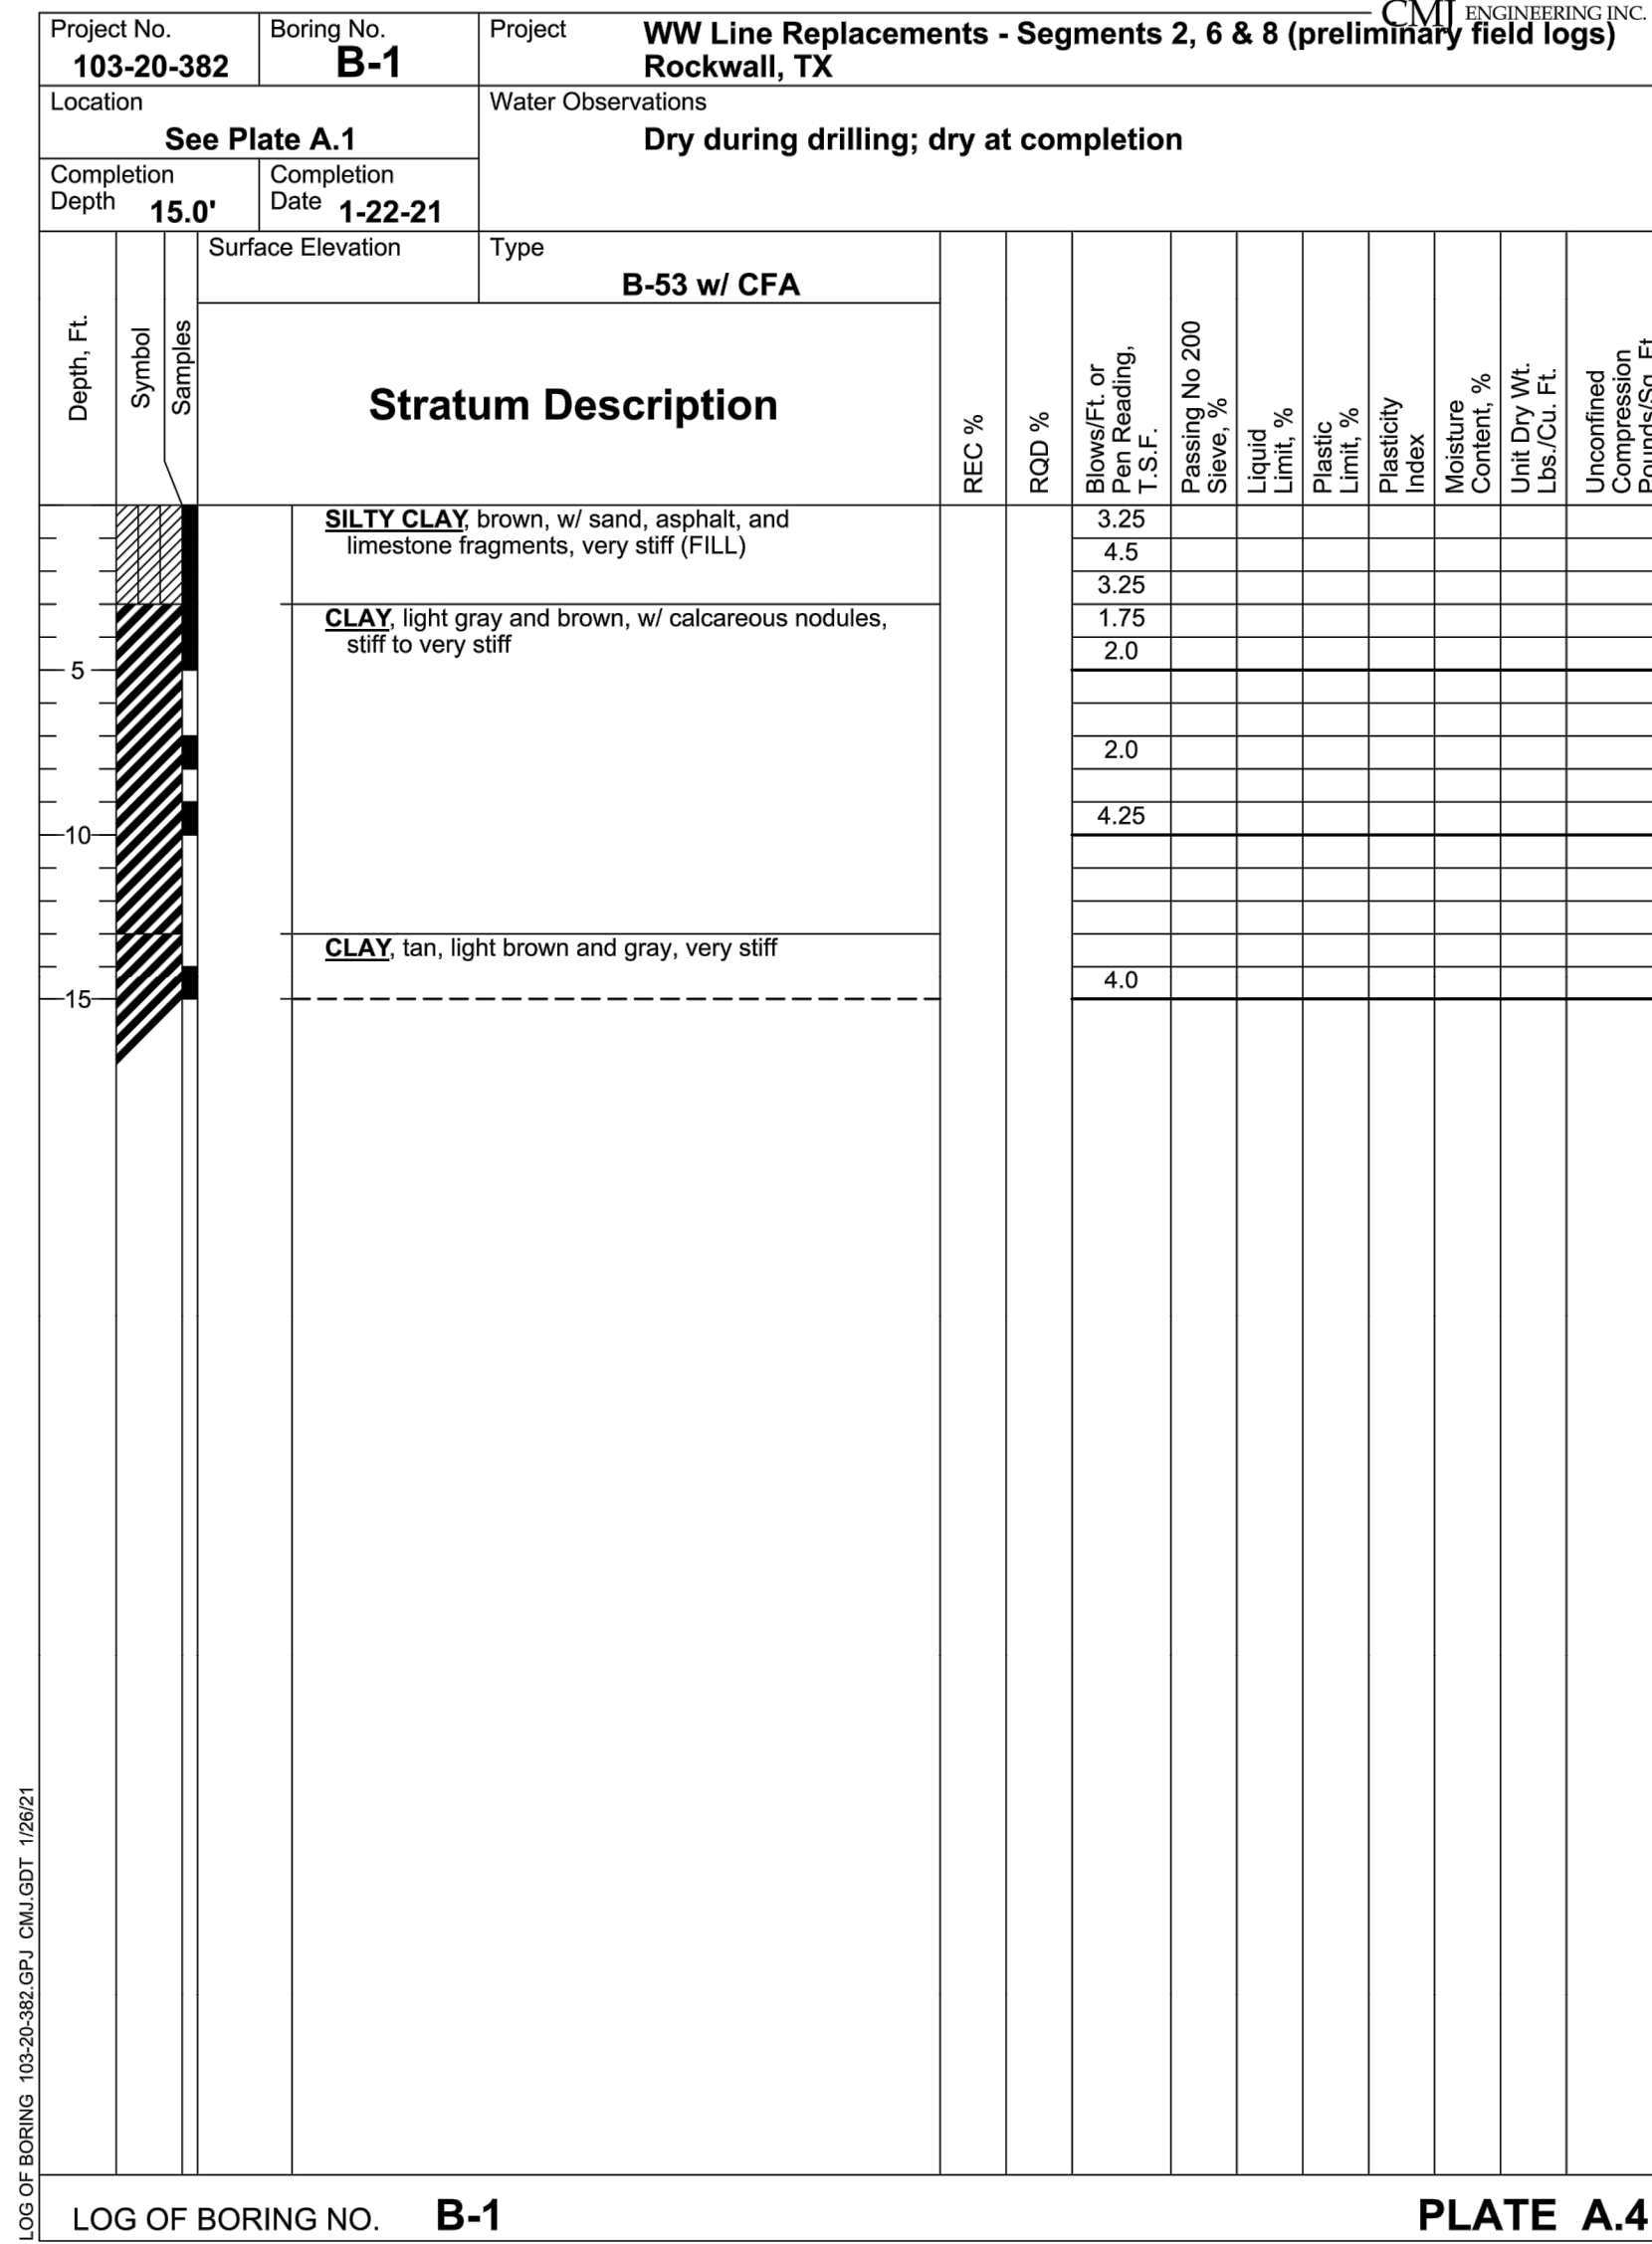 CMJ ENGINEERING INC.
Project No.
103-20-382
Boring No.
B-1
Project
WW Line Replacements - Segments 2, 6 & 8 (preliminary field logs)
Rockwall, TX
Location
See Plate A.1
Water Observations
Dry during drilling; dry at completion
Completion
Depth 15.0'
Completion
Date 1-22-21
Surface Elevation
Type
B-53 w/ CFA
Depth, Ft.
Symbol
Samples
Stratum Description
REC %
RQD %
Blows/Ft. or
Pen Reading,
T.S.F.
Passing No 200
Sieve, %
Liquid
Limit, %
Plastic
Limit, %
Plasticity
Index
Moisture
Content, %
Unit Dry Wt.
Lbs./Cu. Ft.
Unconfined
Compression
Pounds/Sq. Ft.
SILTY CLAY, brown, w/ sand, asphalt, and
limestone fragments, very stiff (FILL)
3.25
4.5
3.25
CLAY, light gray and brown, w/ calcareous nodules,
stiff to very stiff
1.75
2.0
5
2.0
4.25
10
CLAY, tan, light brown and gray, very stiff
4.0
15
LOG OF BORING 103-20-382.GPJ CMJ.GDT 1/26/21
LOG OF BORING NO. B-1
PLATE A.4